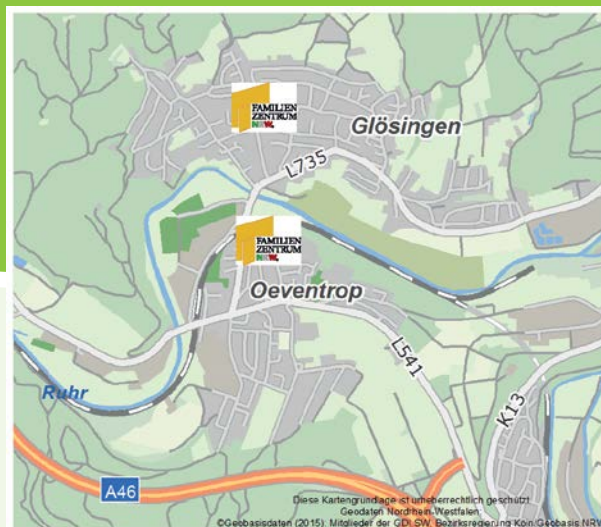 FAMILIEN
ZENTRUM
NRW.
Glösingen
L735
FAMILIEN
ZENTRUM
NRW.
Oeventrop
L541
Ruhr
K13
A46
Diese Kartengrundlage ist urheberrechtlich geschützt
Geodaten Nordrhein-Westfalen:
©Geobasisdaten (2015): Mitglieder der GDI SW, Bezirksregierung Köln/Geobasis NRW